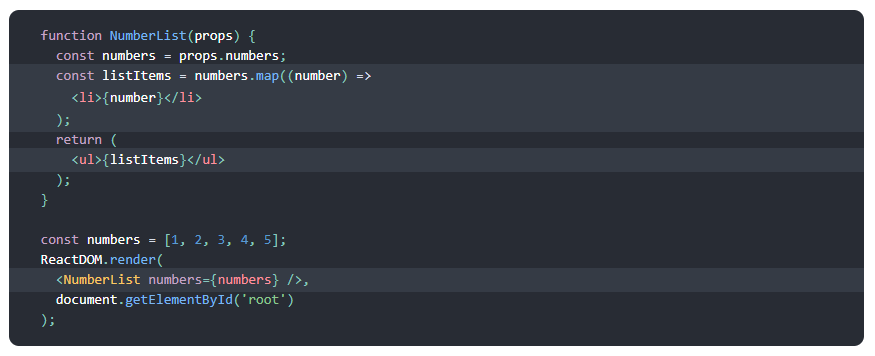 function NumberList(props) {
  const numbers = props.numbers;
  const listItems = numbers.map((number) =>
    <li>{number}</li>
  );
  return (
    <ul>{listItems}</ul>
  );
}

const numbers = [1, 2, 3, 4, 5];
ReactDOM.render(
  <NumberList numbers={numbers} />,
  document.getElementById('root')
);